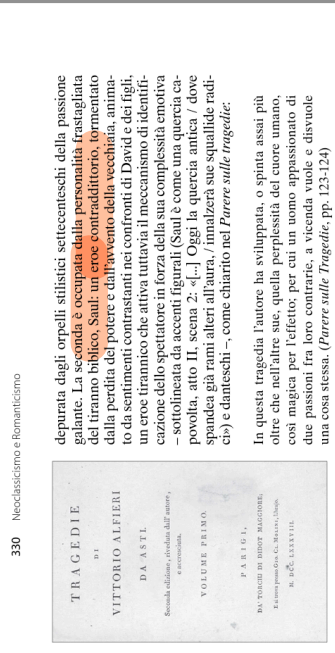 330 Neoclassicismo e Romanticismo
depurata dagli orpelli stilistici settecenteschi della passione
galante. La seconda è occupata dalla personalità frastagliata
del tiranno biblico, Saul: un eroe contraddittorio, tormentato
dalla perdita del potere e dall'avvento della vecchiaia, anima-
to da sentimenti contrastanti nei confronti di David e dei figli,
un eroe tirannico che attiva tuttavia il meccanismo di identifi-
cazione dello spettatore in forza della sua complessità emotiva
– sottolineata da accenti figurali (Saul è come una quercia ca-
povolta, atto II, scena 2: «[...] Oggi la quercia antica / dove
spandea già rami alteri all'aura, / innalzerà sue squallide radi-
ci») e danteschi –, come chiarito nel Parere sulle tragedie:
In questa tragedia l'autore ha sviluppata, o spinta assai più
oltre che nell'altre sue, quella perplessità del cuore umano,
così magica per l'effetto; per cui un uomo appassionato di
due passioni fra loro contrarie, a vicenda vuole e disvuole
una cosa stessa. (Parere sulle Tragedie, pp. 123-124)
TRAGEDIE
DI
VITTORIO ALFIERI
DA ASTI.
Seconda edizione, riveduta dall'autore,
e accresciuta.
VOLUME PRIMO.
PARIGI,
DA' TORCHI DI DIDOT MAGGIORE,
M. DCC. LXXXVIII.